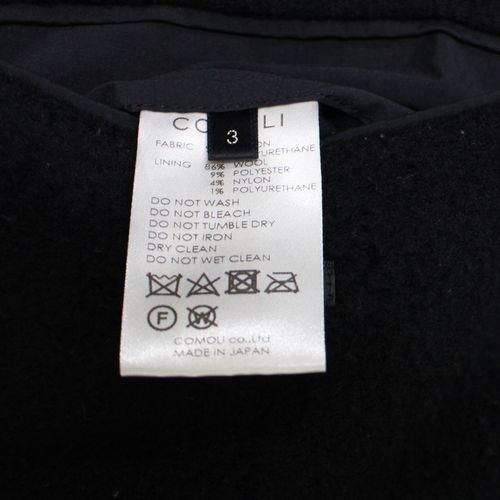 CO LI
3
FABRIC ON
YURETHANE
LINING 86% WOOL
9% POLYESTER
4% NYLON
1% POLYURETHANE
DO NOT WASH
DO NOT BLEACH
DO NOT TUMBLE DRY
DO NOT IRON
DRY CLEAN
DO NOT WET CLEAN
F W
COMOLI co.,Ltd
MADE IN JAPAN